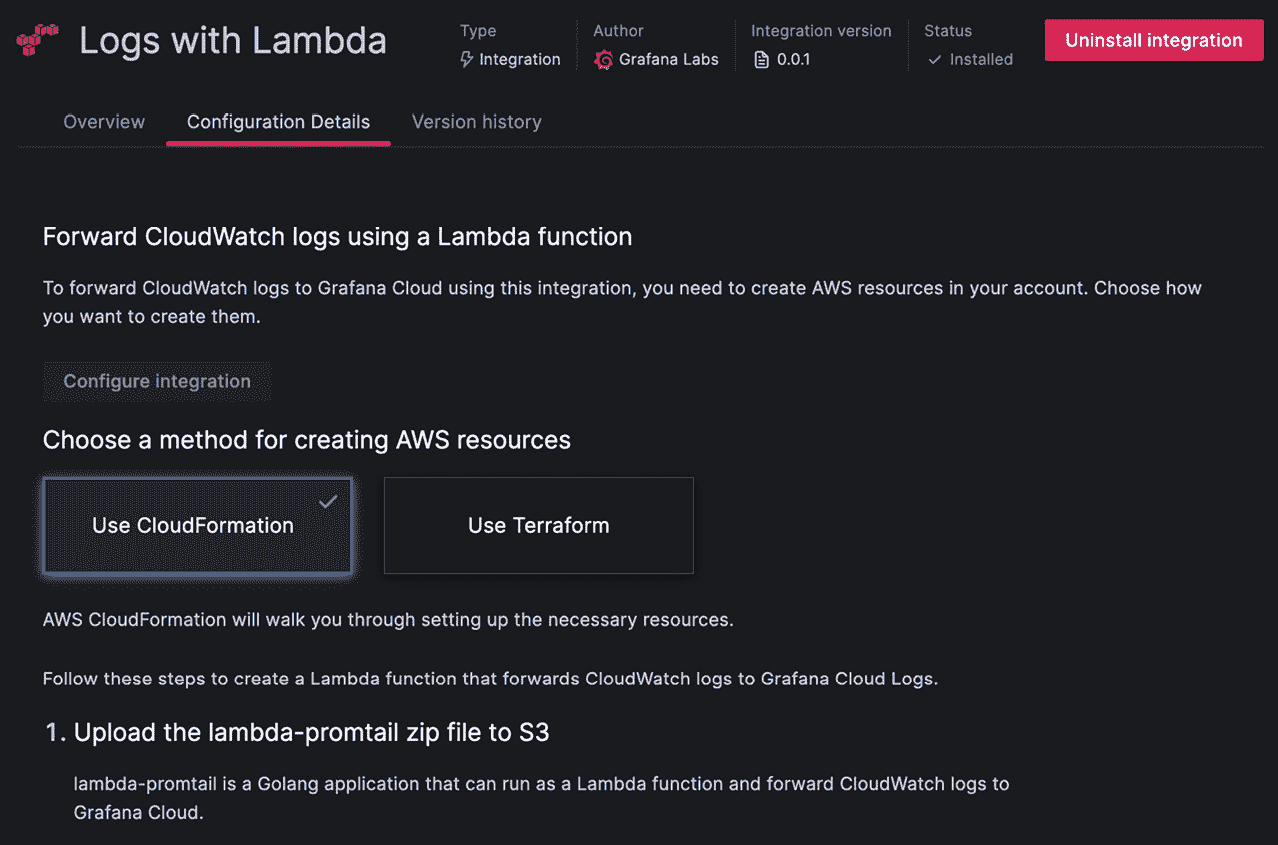 Logs with Lambda
Type
Integration
Author
Grafana Labs
Integration version
0.0.1
Status
Installed
Uninstall integration
Overview
Configuration Details
Version history
Forward CloudWatch logs using a Lambda function
To forward CloudWatch logs to Grafana Cloud using this integration, you need to create AWS resources in your account. Choose how
you want to create them.
Configure integration
Choose a method for creating AWS resources
Use CloudFormation
Use Terraform
AWS CloudFormation will walk you through setting up the necessary resources.
Follow these steps to create a Lambda function that forwards CloudWatch logs to Grafana Cloud Logs.
1. Upload the lambda-promtail zip file to S3
lambda-promtail is a Golang application that can run as a Lambda function and forward CloudWatch logs to
Grafana Cloud.